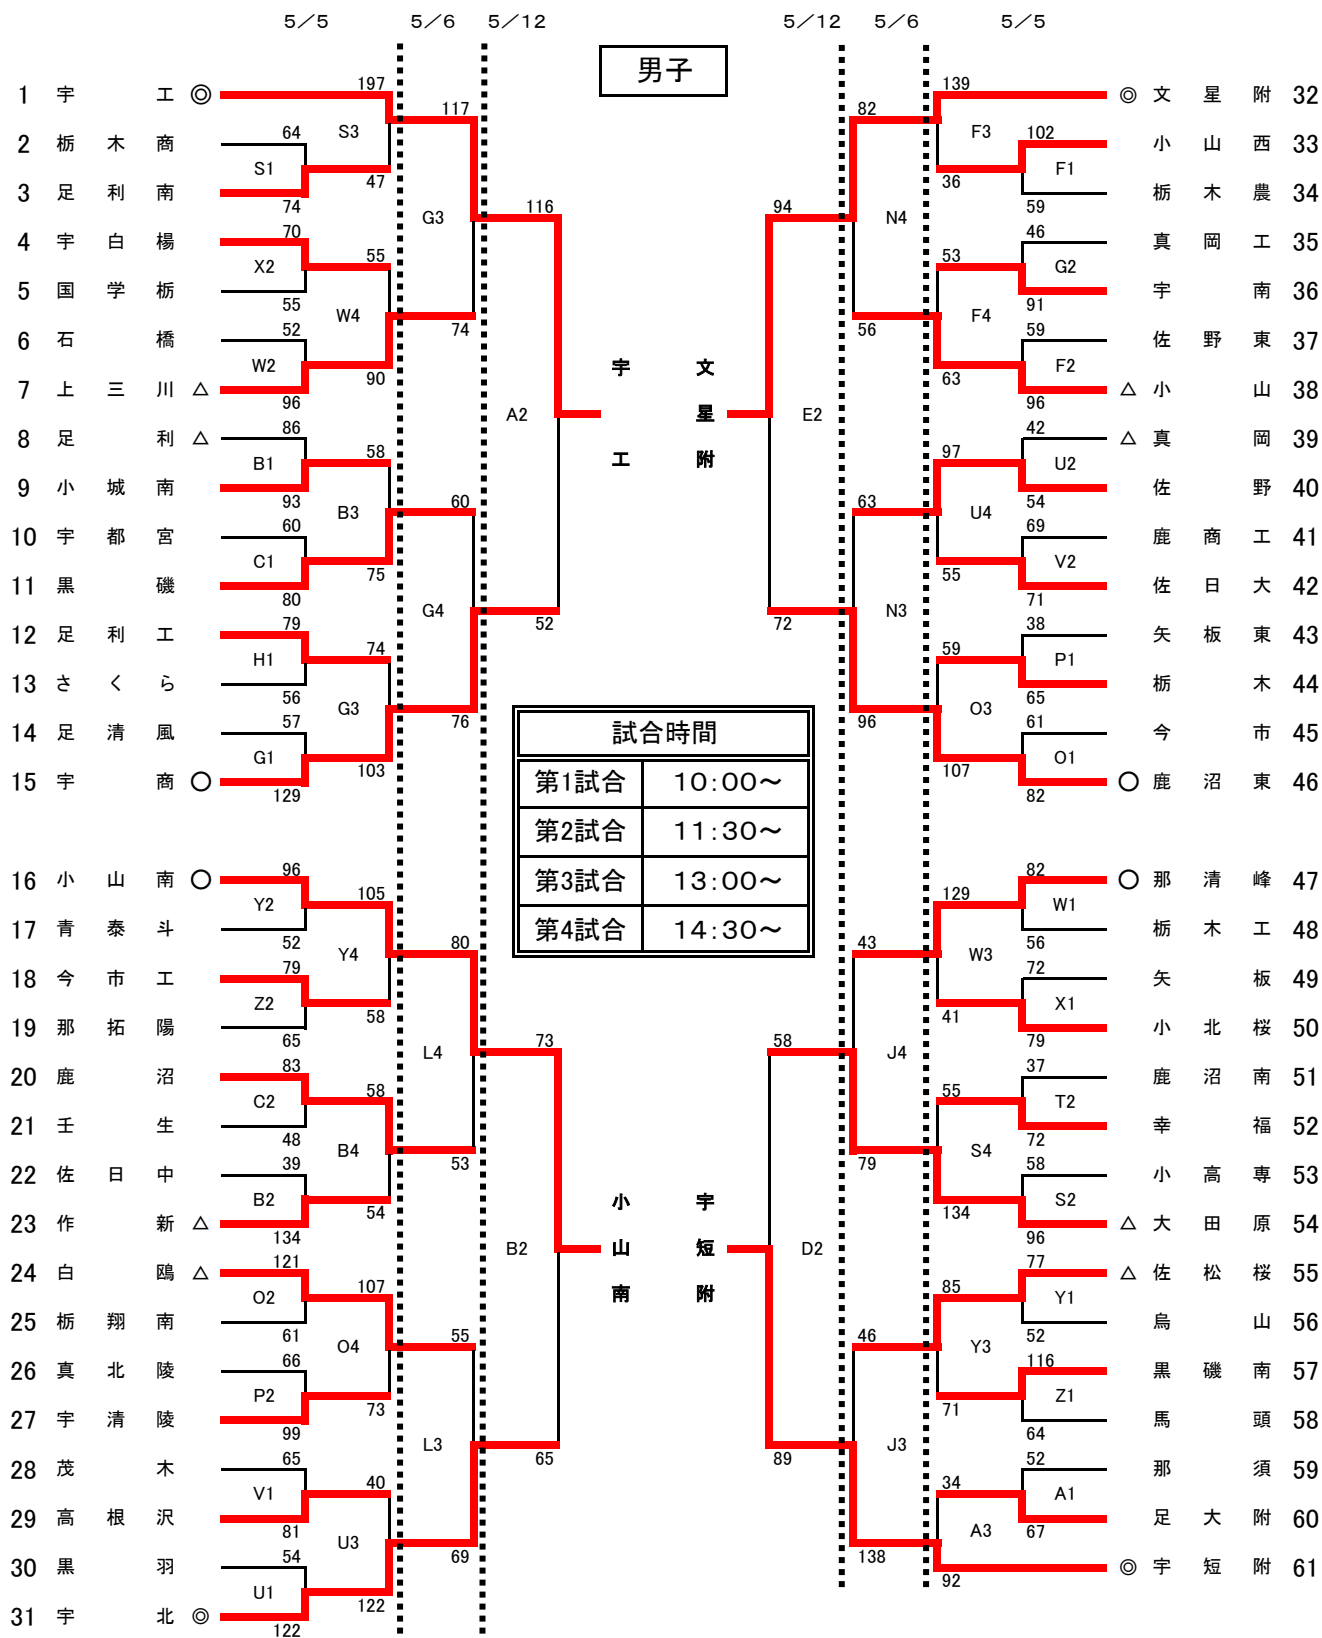 5／5 5／6 5／12 5／12 5／6 5／5
男子
1 宇工 ◎ 197
2 栃木商 64
S1 S3
3 足利南 74 47
117
4 宇白楊 70
X2 55
5 国学栃 55
W4 G3
6 石橋 52
W2 90
7 上三川 △ 96
74
116
8 足利 △ 86
B1 58
9 小城南 93
B3
10 宇都宮 60
C1 75
11 黒磯 80
60
12 足利工 79
H1 74
13 さくら 56
G3 G4
14 足清風 57
G1 103
15 宇商 ○ 129
76
52
A2
宇工
16 小山南 ○ 96
Y2 105
17 青泰斗 52
Y4
18 今市工 79
Z2 58
19 那拓陽 65
80
20 鹿沼 83
C2 58
21 壬生 48
B4 L4
22 佐日中 39
B2 54
23 作新 △ 134
53
73
24 白鴎 △ 121
O2 107
25 栃翔南 61
O4
26 真北陵 66
P2 73
27 宇清陵 99
55
28 茂木 65
V1 40
29 高根沢 81
U3 L3
30 黒羽 54
U1 122
31 宇北 ◎ 122
69
65
B2
小山南
試合時間
第1試合 10:00～
第2試合 11:30～
第3試合 13:00～
第4試合 14:30～
139 ◎ 文星附 32
102 小山西 33
F3 F1
36 59 栃木農 34
82
46 真岡工 35
53 G2
91 宇南 36
N4 F4
59 佐野東 37
63 F2
96 △ 小山 38
56
94
42 △ 真岡 39
97 U2
54 佐野 40
U4
69 鹿商工 41
55 V2
71 佐日大 42
63
38 矢板東 43
59 P1
65 栃木 44
N3 O3
61 今市 45
107 O1
82 ○ 鹿沼東 46
96
72
E2
文星附
82 ○ 那清峰 47
129 W1
56 栃木工 48
W3
72 矢板 49
41 X1
79 小北桜 50
43
37 鹿沼南 51
55 T2
72 幸福 52
J4 S4
58 小高専 53
134 S2
96 △ 大田原 54
79
58
77 △ 佐松桜 55
85 Y1
52 烏山 56
Y3
116 黒磯南 57
71 Z1
64 馬頭 58
46
52 那須 59
34 A1
67 足大附 60
J3 A3
92 ◎ 宇短附 61
138
89
D2
宇短附